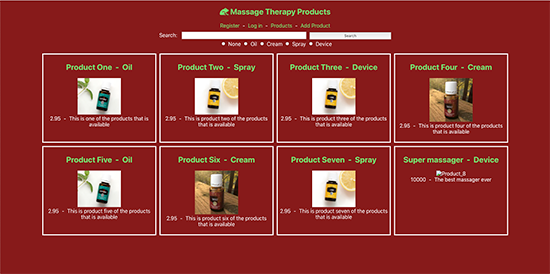 Massage Therapy Products
Register - Log in - Products - Add Product
Search: Search
None Oil Cream Spray Device
Product One - Oil
2.95 - This is one of the products that is
available
Product Two - Spray
2.95 - This is product two of the products
that is available
Product Three - Device
2.95 - This is product three of the products
that is available
Product Four - Cream
2.95 - This is product four of the products
that is available
Product Five - Oil
2.95 - This is product five of the products
that is available
Product Six - Cream
2.95 - This is product six of the products
that is available
Product Seven - Spray
2.95 - This is product seven of the products
that is available
Super massager - Device
Product_8
10000 - The best massager ever